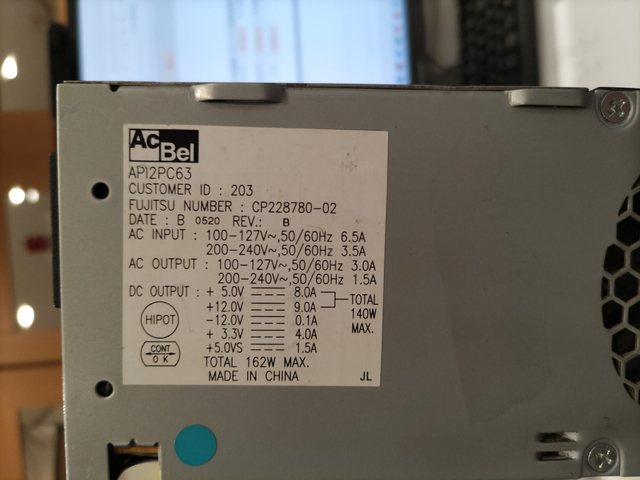 AcBel
API2PC63
CUSTOMER ID : 203
FUJITSU NUMBER : CP228780-02
DATE : B 0520 REV.: B
AC INPUT : 100-127V~,50/60Hz 6.5A
200-240V~,50/60Hz 3.5A
AC OUTPUT : 100-127V~,50/60Hz 3.0A
200-240V~,50/60Hz 1.5A
DC OUTPUT : + 5.0V 8.0A
+12.0V 9.0A
TOTAL 140W MAX.
-12.0V 0.1A
+ 3.3V 4.0A
+5.0VS 1.5A
HIPOT
CONT. OK
TOTAL 162W MAX.
MADE IN CHINA JL